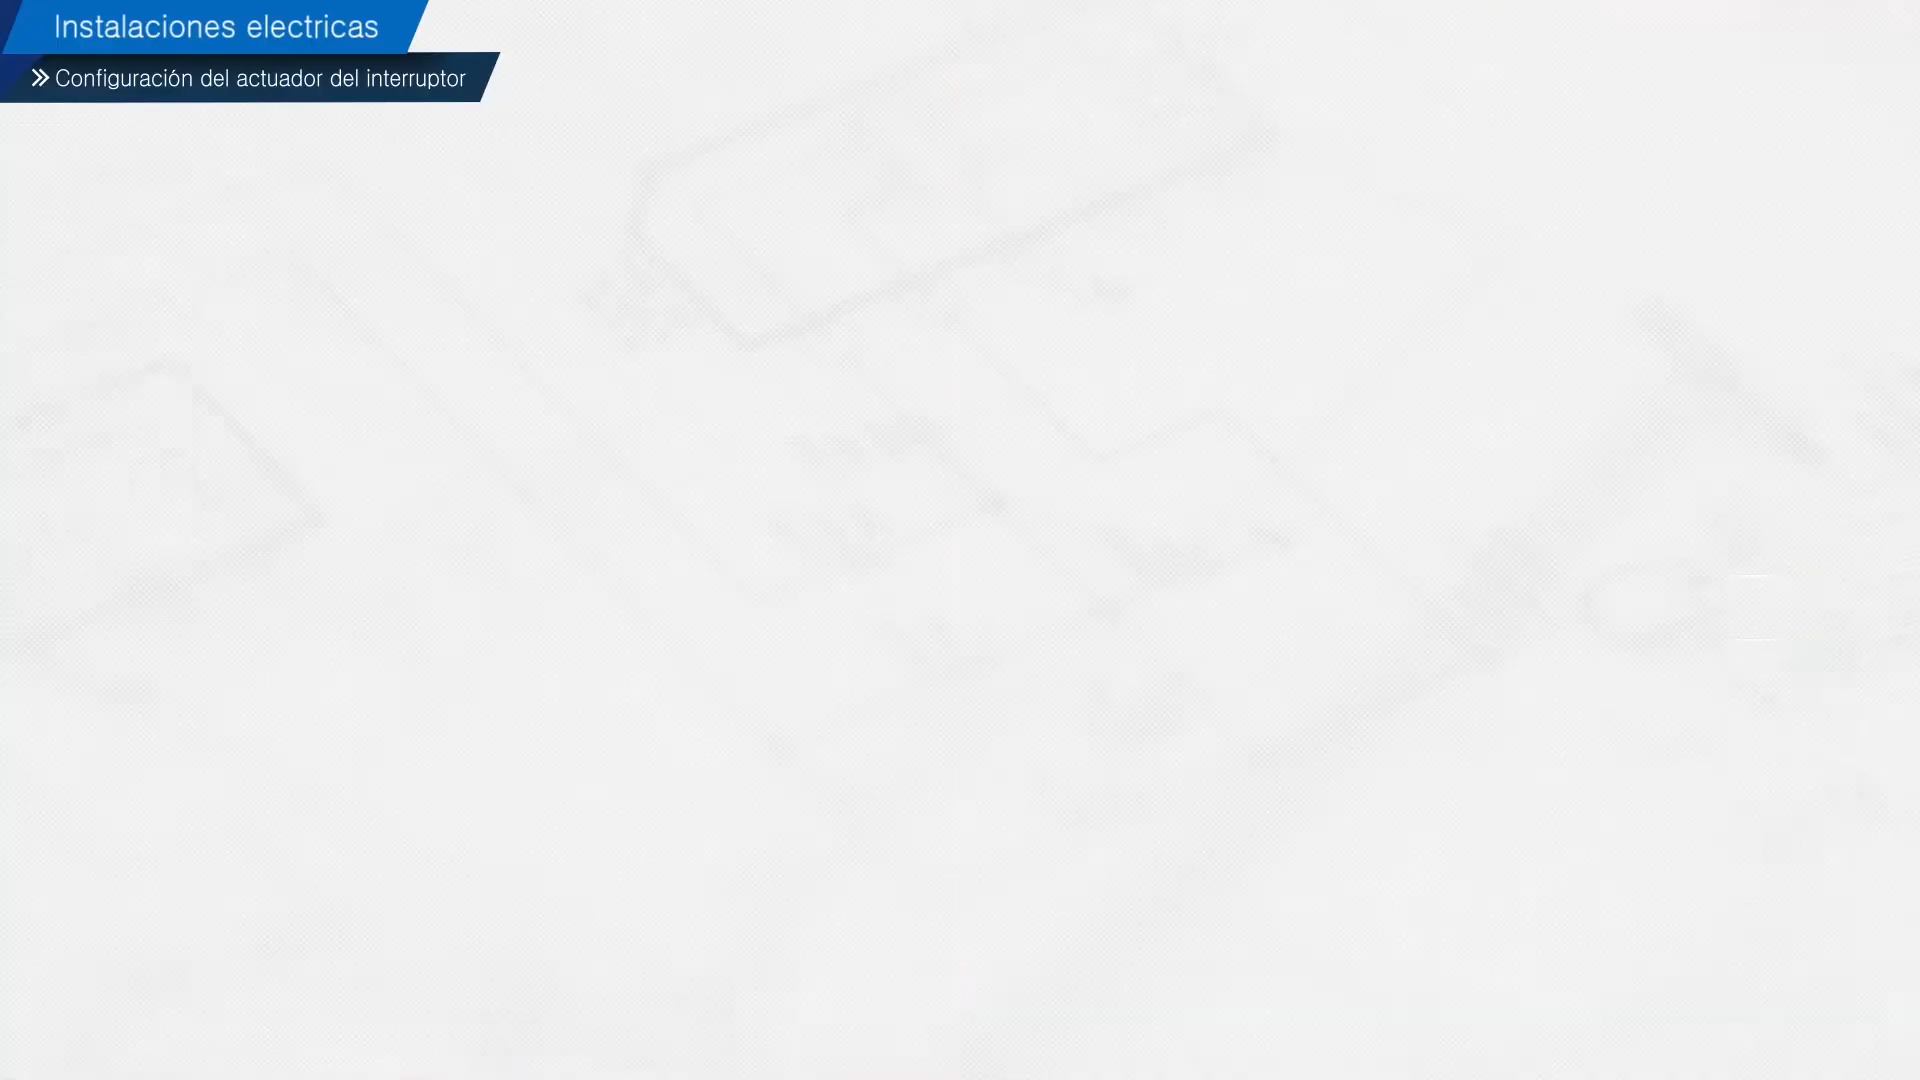 Instalaciones electricas
Configuración del actuador del interruptor